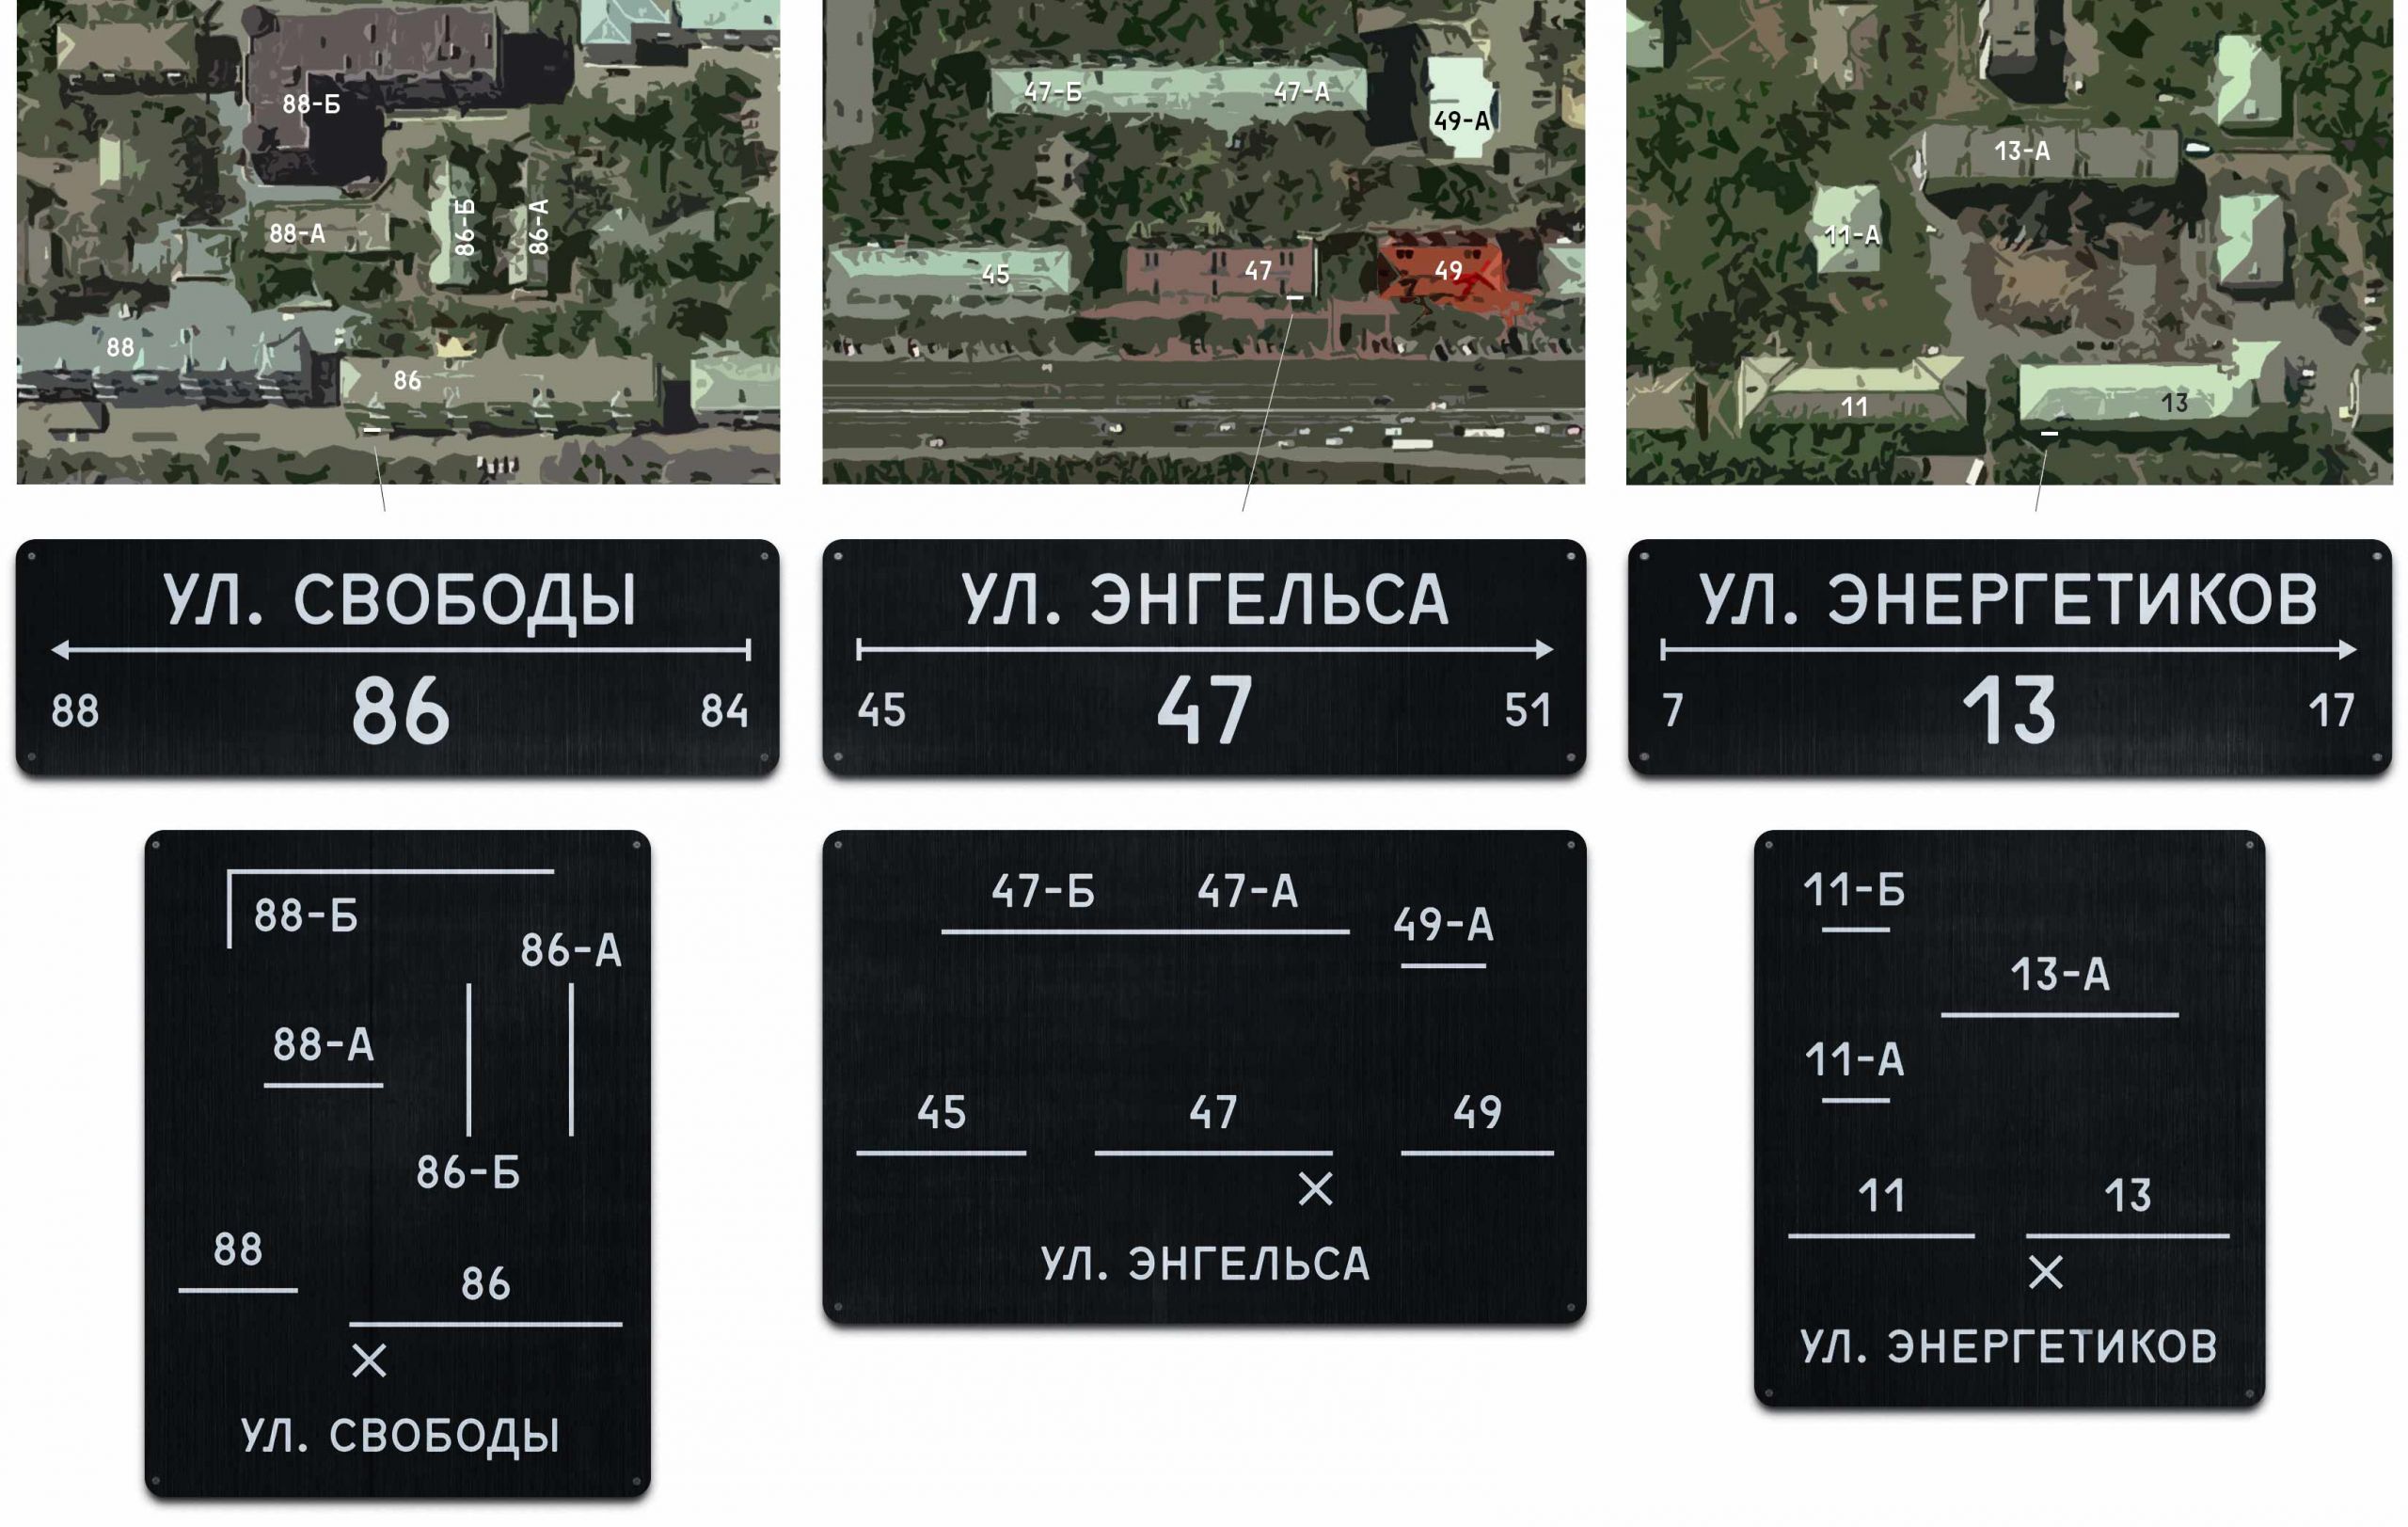 88-Б
88-А
86-Б
86-А
88
86
47-Б
47-А
49-А
45
47
49
13-А
11-А
11
13
УЛ. СВОБОДЫ
88
86
84
УЛ. ЭНГЕЛЬСА
45
47
51
УЛ. ЭНЕРГЕТИКОВ
7
13
17
88-Б
86-А
88-А
86-Б
88
86
УЛ. СВОБОДЫ
47-Б
47-А
49-А
45
47
49
УЛ. ЭНГЕЛЬСА
11-Б
13-А
11-А
11
13
УЛ. ЭНЕРГЕТИКОВ